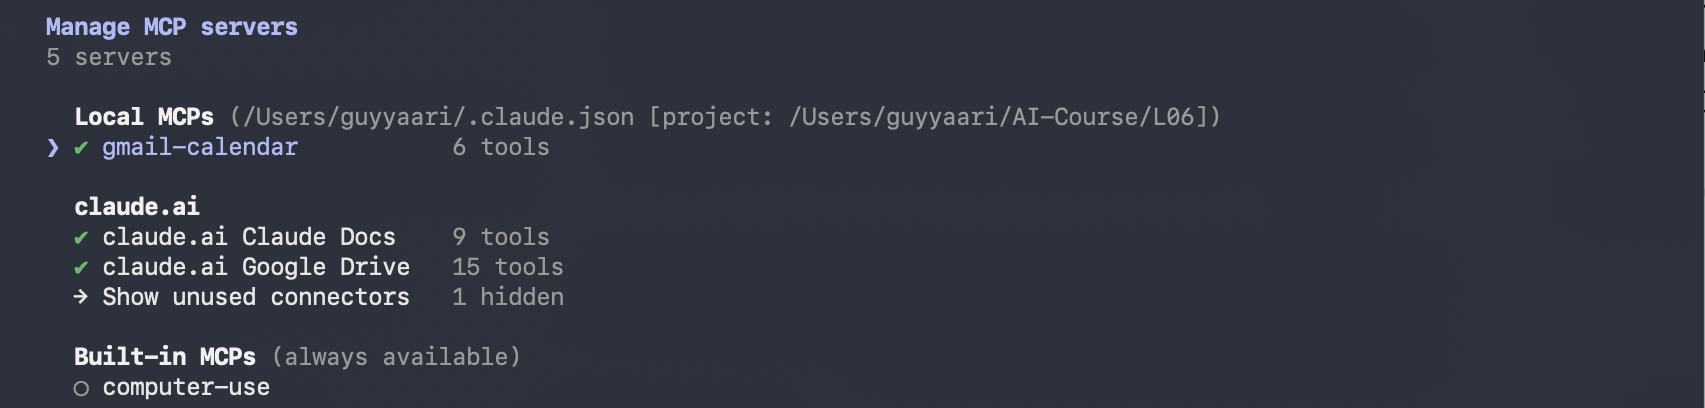 Manage MCP servers
5 servers
Local MCPs (/Users/guyyaari/.claude.json [project: /Users/guyyaari/AI-Course/L06])
❯ ✔ gmail-calendar 6 tools
claude.ai
✔ claude.ai Claude Docs 9 tools
✔ claude.ai Google Drive 15 tools
→ Show unused connectors 1 hidden
Built-in MCPs (always available)
○ computer-use